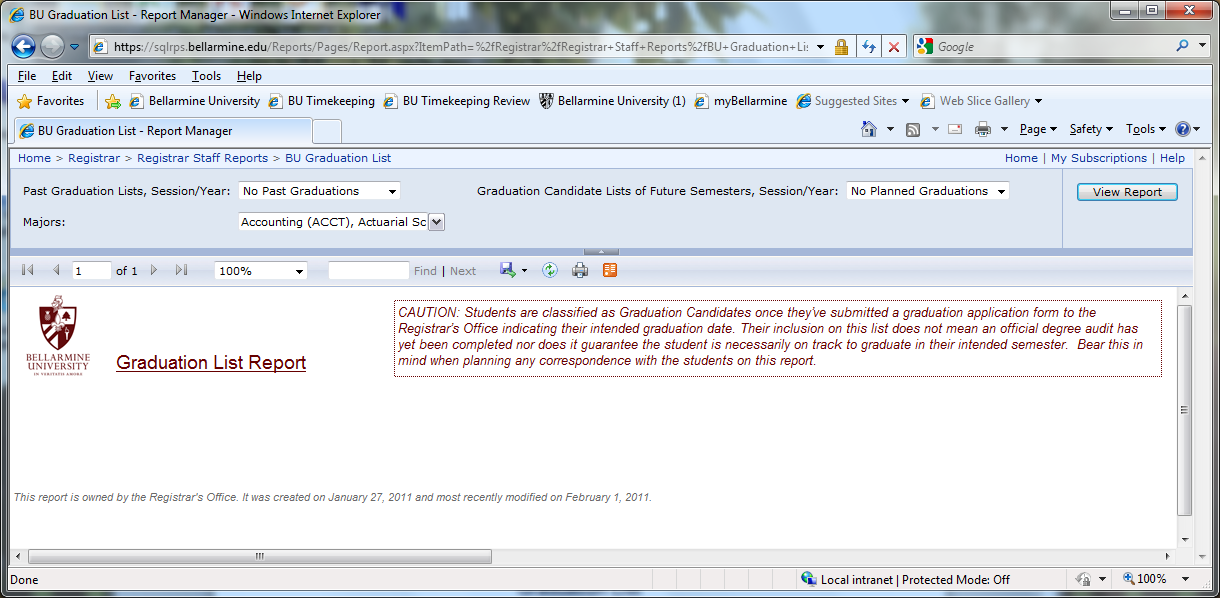 BU Graduation List - Report Manager - Windows Internet Explorer
https://sqlrps.bellarmine.edu/Reports/Pages/Report.aspx?ItemPath=%2fRegistrar%2fRegistrar+Staff+Reports%2fBU+Graduation+Lis
Google
File Edit View Favorites Tools Help
Favorites Bellarmine University BU Timekeeping BU Timekeeping Review Bellarmine University (1) myBellarmine Suggested Sites Web Slice Gallery
BU Graduation List - Report Manager Page Safety Tools
Home > Registrar > Registrar Staff Reports > BU Graduation List Home | My Subscriptions | Help
Past Graduation Lists, Session/Year: No Past Graduations Graduation Candidate Lists of Future Semesters, Session/Year: No Planned Graduations View Report
Majors: Accounting (ACCT), Actuarial Sc
1 of 1 100% Find | Next
BELLARMINE
UNIVERSITY
IN VERITATIS AMORE
Graduation List Report
CAUTION: Students are classified as Graduation Candidates once they've submitted a graduation application form to the
Registrar's Office indicating their intended graduation date. Their inclusion on this list does not mean an official degree audit has
yet been completed nor does it guarantee the student is necessarily on track to graduate in their intended semester. Bear this in
mind when planning any correspondence with the students on this report.
This report is owned by the Registrar's Office. It was created on January 27, 2011 and most recently modified on February 1, 2011.
Done Local intranet | Protected Mode: Off 100%